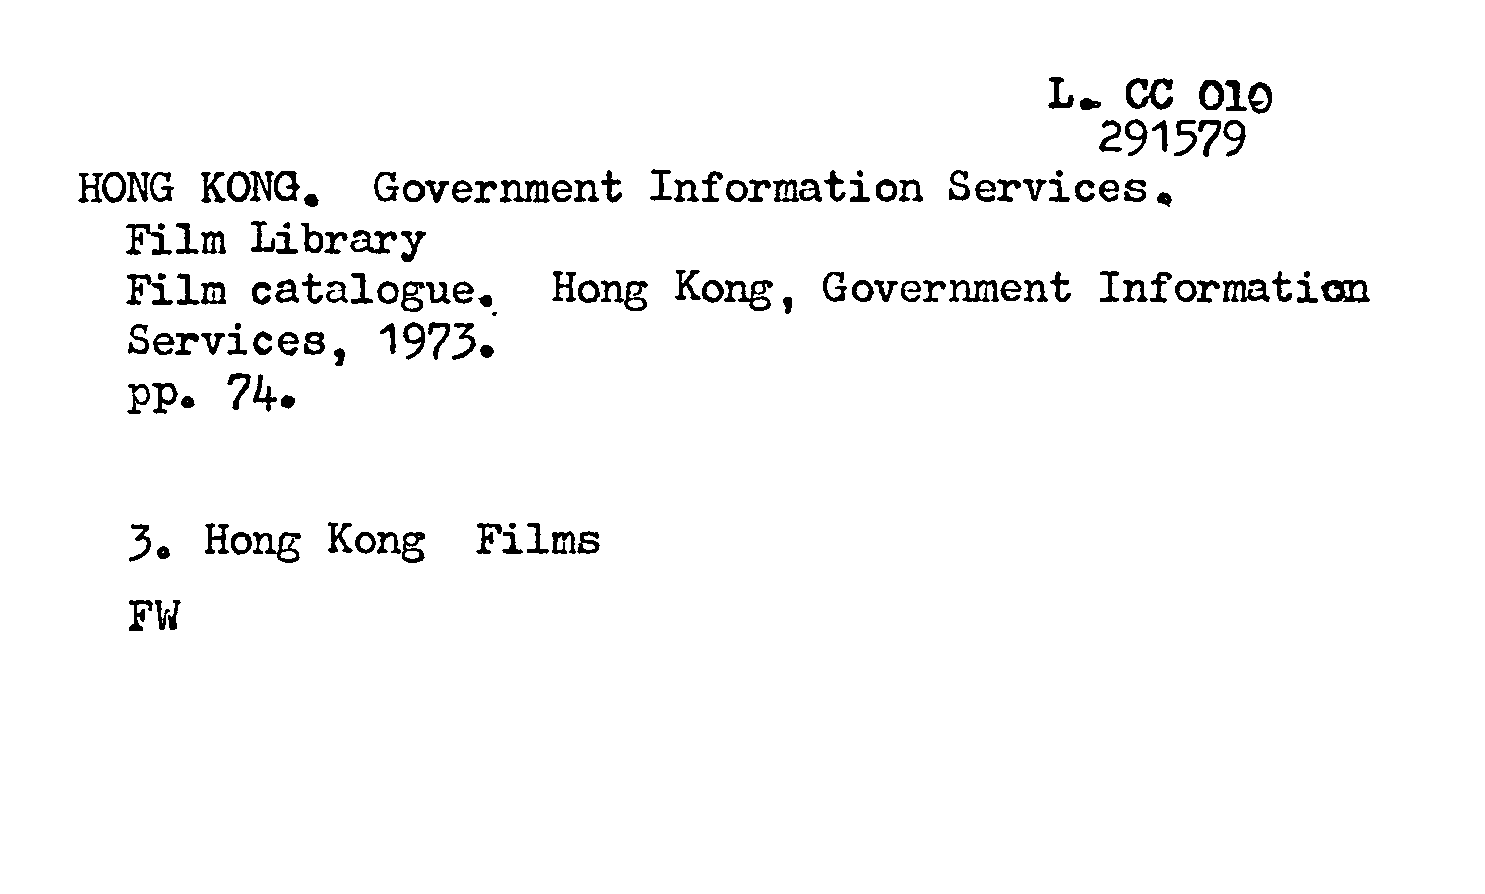 L. CC 010
291579
HONG KONG. Government Information Services.
Film Library
Film catalogue. Hong Kong, Government Information
Services, 1973.
pp. 74.
3. Hong Kong Films
FW